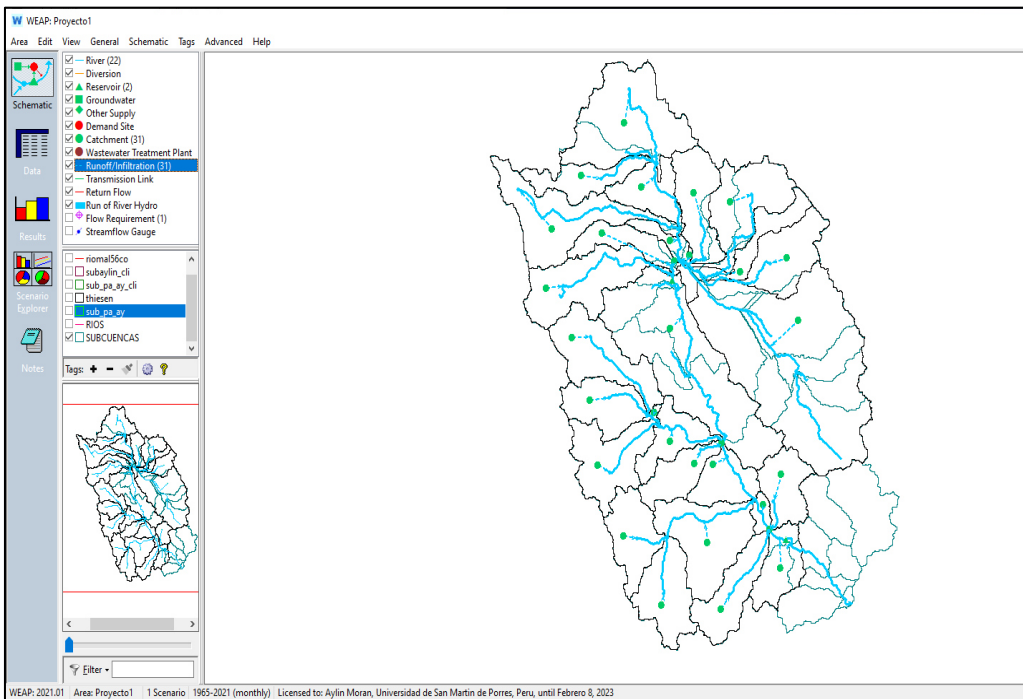 W WEAP: Proyecto1
Area Edit View General Schematic Tags Advanced Help
Schematic
Data
Results
Scenario
Explorer
Notes
River (22)
Diversion
Reservoir (2)
Groundwater
Other Supply
Demand Site
Catchment (31)
Wastewater Treatment Plant
Runoff/Infiltration (31)
Transmission Link
Return Flow
Run of River Hydro
Flow Requirement (1)
Streamflow Gauge
riomal56co
subaylin_cli
sub_pa_ay_cli
thiesen
sub_pa_ay
RIOS
SUBCUENCAS
Tags:
Filter
WEAP: 2021.01 Area: Proyecto1 1 Scenario 1965-2021 (monthly) Licensed to: Aylin Moran, Universidad de San Martin de Porres, Peru, until Febrero 8, 2023